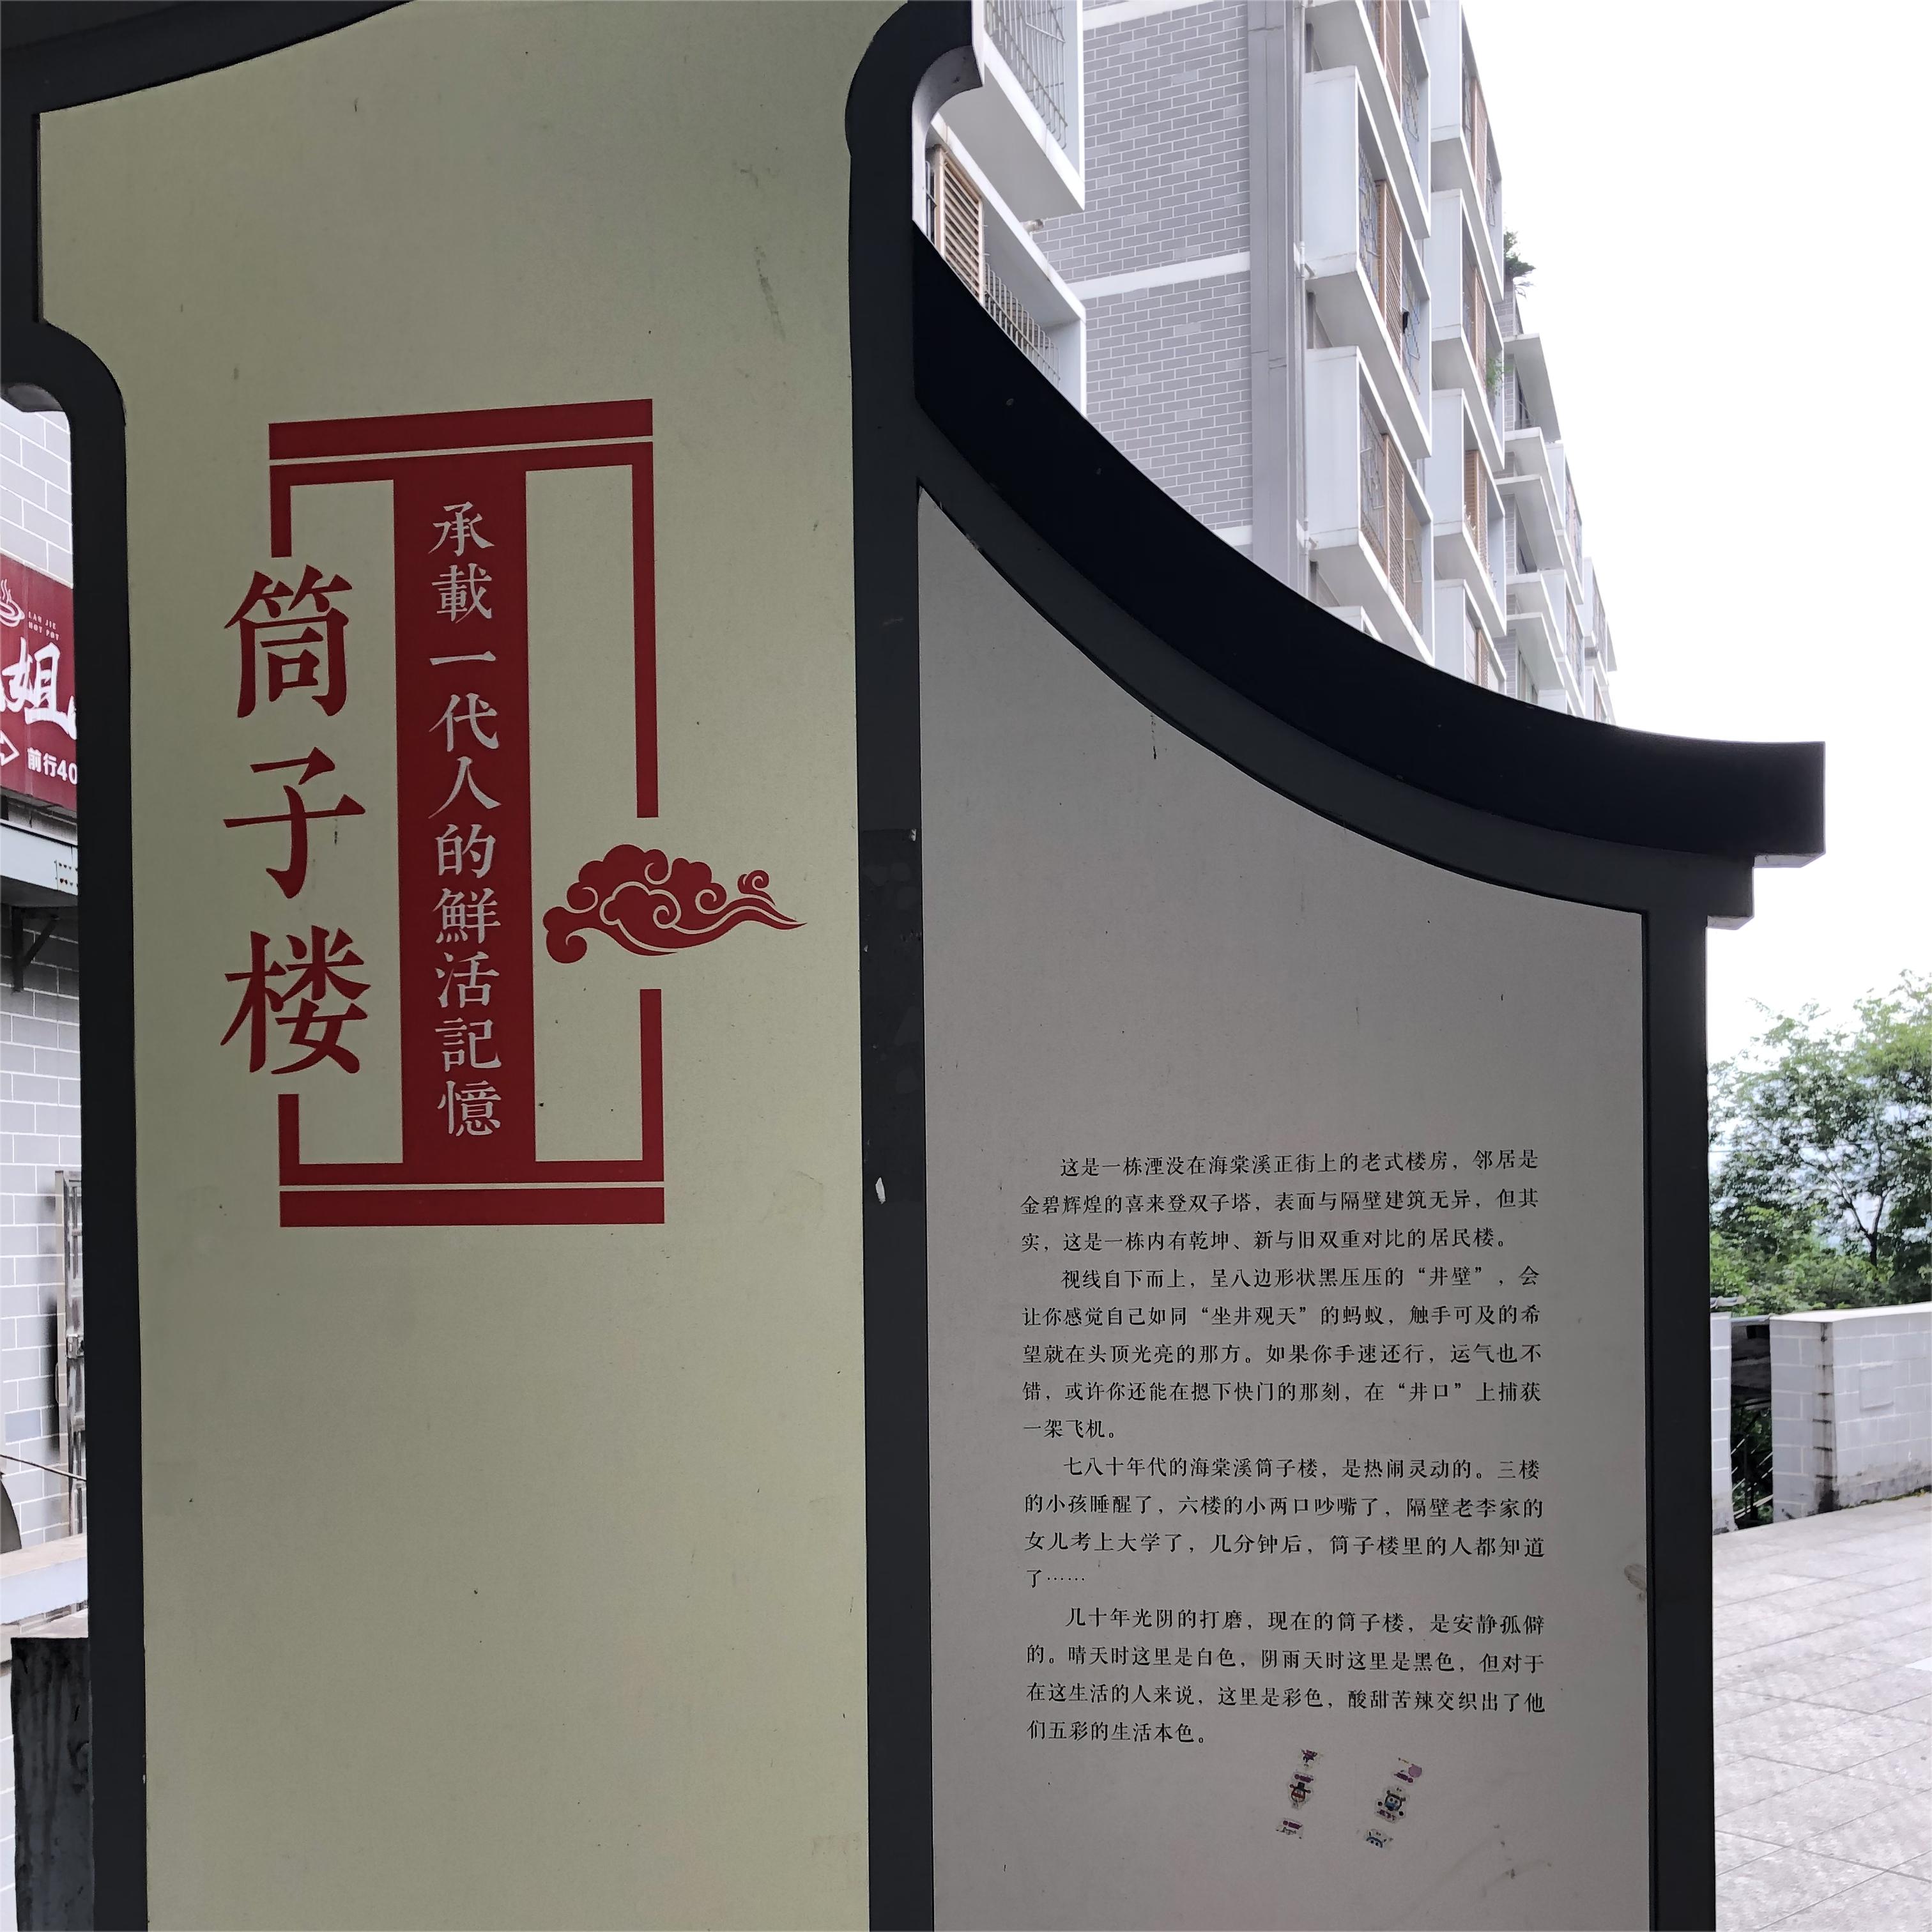 筒子楼
承載一代人的鮮活記憶
LAN JIE
HOT POT
姐
前行40
这是一栋湮没在海棠溪正街上的老式楼房，邻居是
金碧辉煌的喜来登双子塔，表面与隔壁建筑无异，但其
实，这是一栋内有乾坤、新与旧双重对比的居民楼。
视线自下而上，呈八边形状黑压压的“井壁”，会
让你感觉自己如同“坐井观天”的蚂蚁，触手可及的希
望就在头顶光亮的那方。如果你手速还行，运气也不
错，或许你还能在摁下快门的那刻，在“井口”上捕获
一架飞机。
七八十年代的海棠溪筒子楼，是热闹灵动的。三楼
的小孩睡醒了，六楼的小两口吵嘴了，隔壁老李家的
女儿考上大学了，几分钟后，筒子楼里的人都知道
了······
几十年光阴的打磨，现在的筒子楼，是安静孤僻
的。晴天时这里是白色，阴雨天时这里是黑色，但对于
在这生活的人来说，这里是彩色，酸甜苦辣交织出了他
们五彩的生活本色。